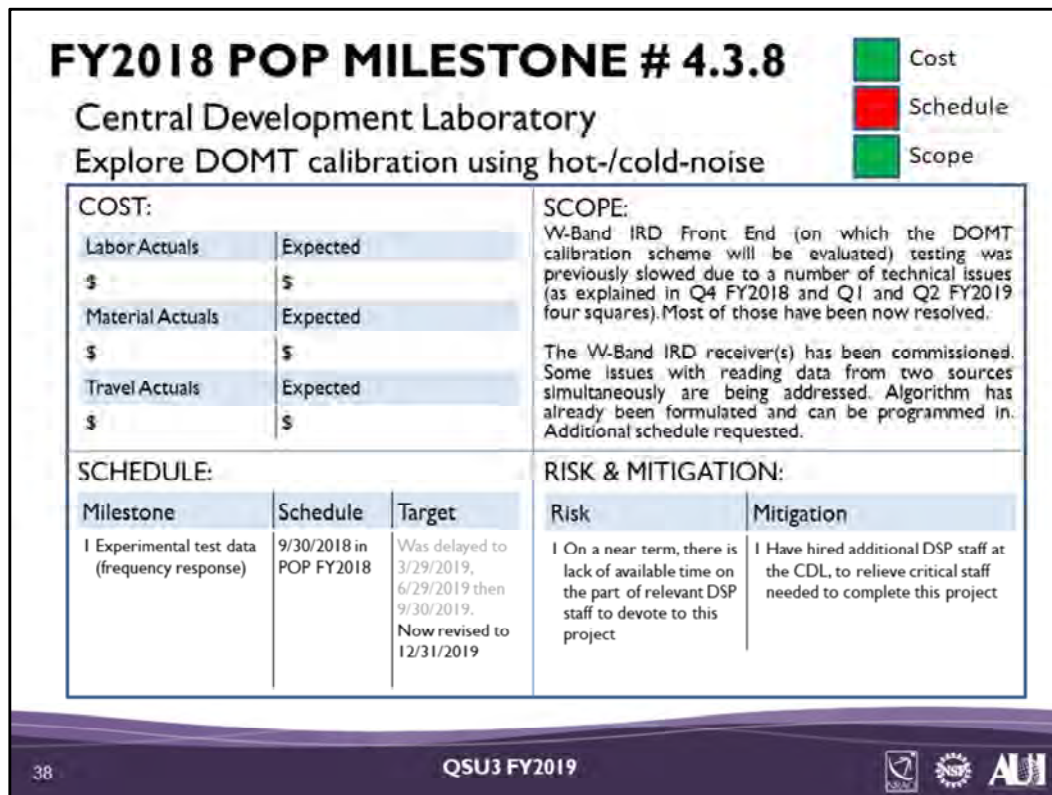 FY2018 POP MILESTONE # 4.3.8
Cost
Schedule
Scope
Central Development Laboratory
Explore DOMT calibration using hot-/cold-noise
COST:
Labor Actuals Expected
$ $
Material Actuals Expected
$ $
Travel Actuals Expected
$ $
SCOPE:
W-Band IRD Front End (on which the DOMT
calibration scheme will be evaluated) testing was
previously slowed due to a number of technical issues
(as explained in Q4 FY2018 and Q1 and Q2 FY2019
four squares). Most of those have been now resolved.
The W-Band IRD receiver(s) has been commissioned.
Some issues with reading data from two sources
simultaneously are being addressed. Algorithm has
already been formulated and can be programmed in.
Additional schedule requested.
SCHEDULE:
Milestone Schedule Target
1 Experimental test data
(frequency response)
9/30/2018 in
POP FY2018
Was delayed to
3/29/2019,
6/29/2019 then
9/30/2019.
Now revised to
12/31/2019
RISK & MITIGATION:
Risk Mitigation
1 On a near term, there is
lack of available time on
the part of relevant DSP
staff to devote to this
project
1 Have hired additional DSP staff at
the CDL, to relieve critical staff
needed to complete this project
38
QSU3 FY2019
NRAO
NSF
AUI